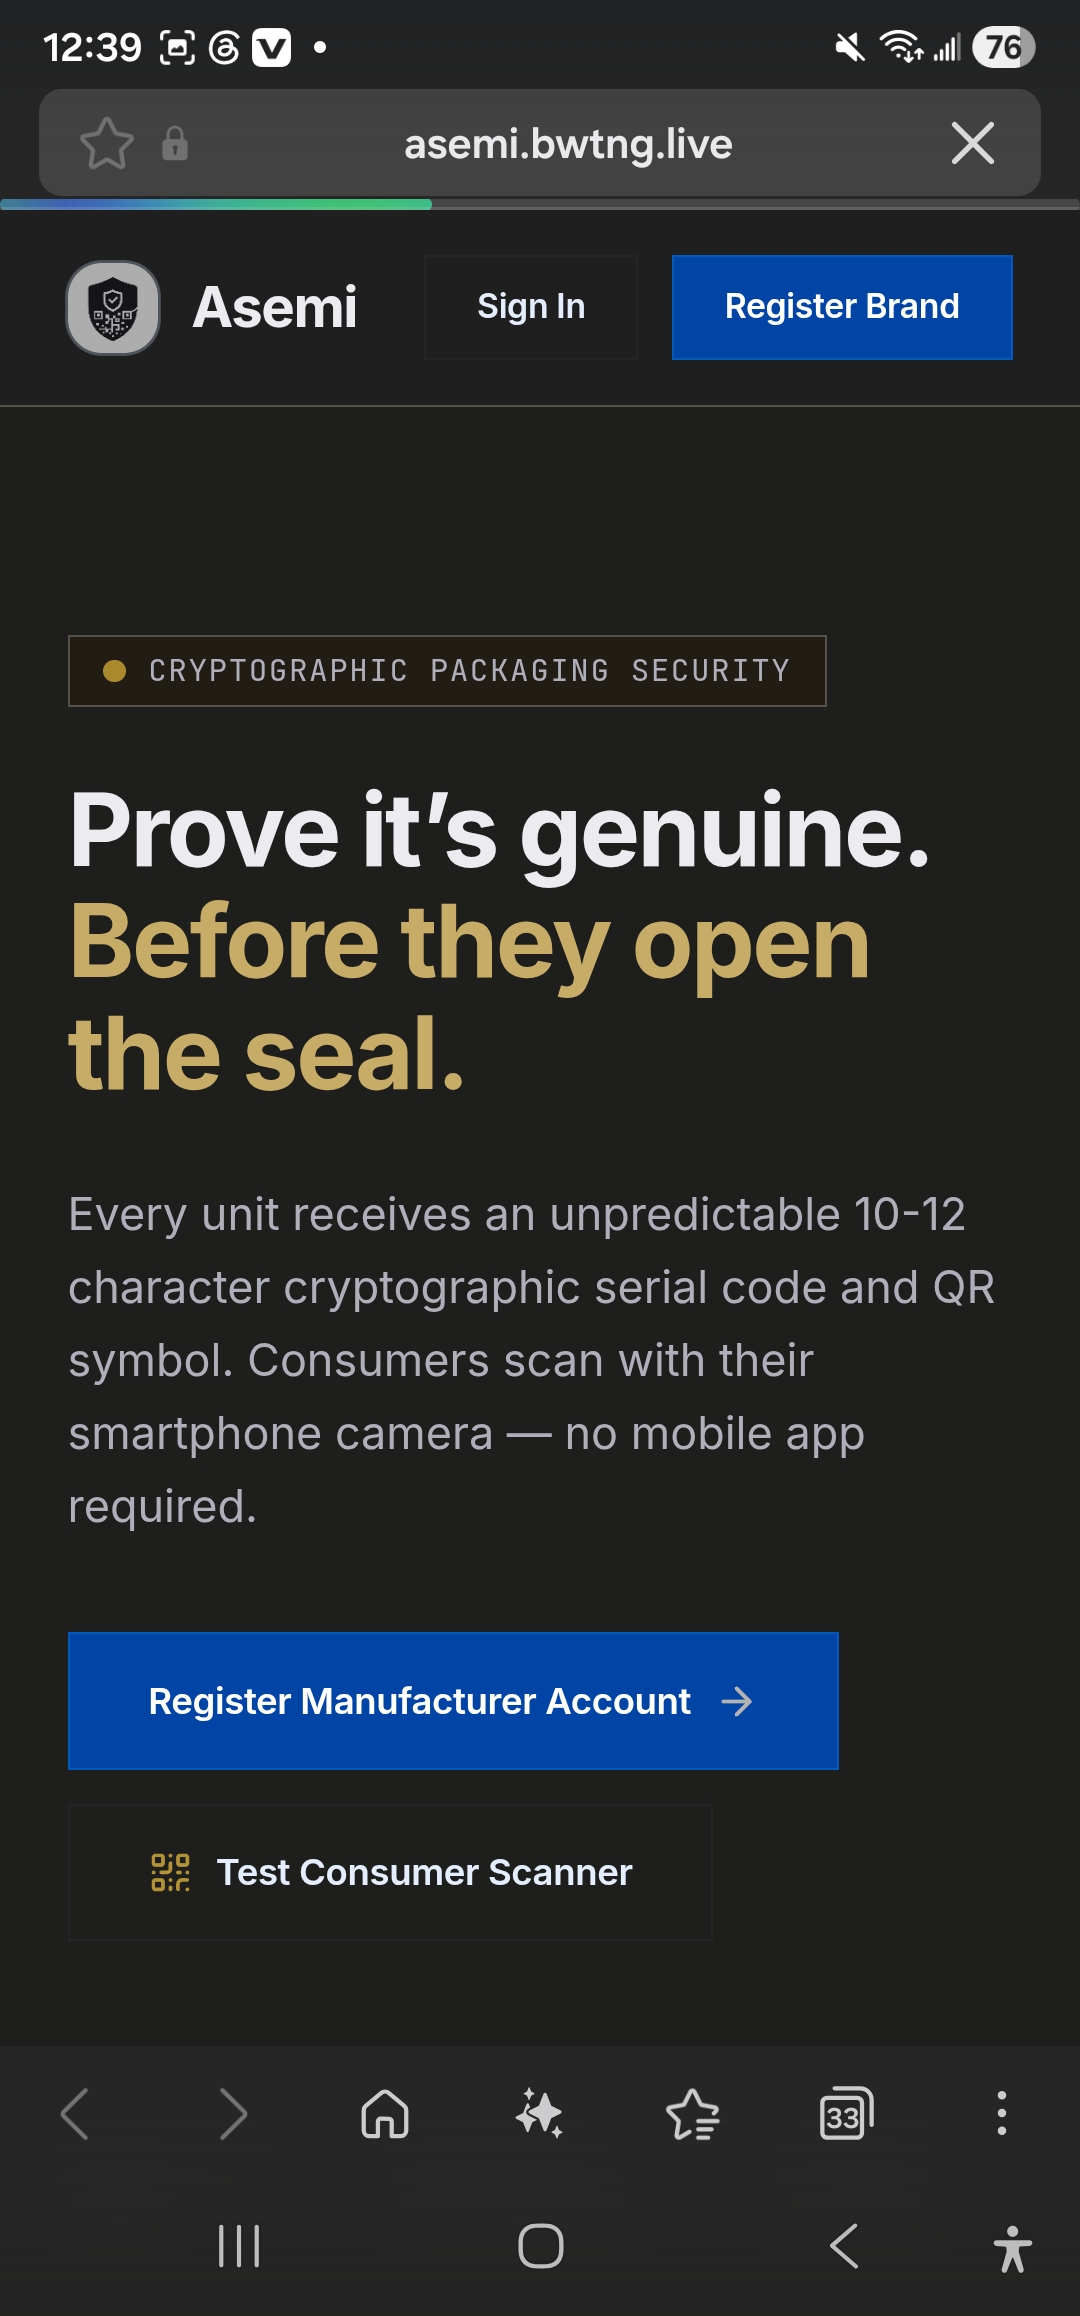 12:39
76
asemi.bwtng.live
Asemi
Sign In
Register Brand
CRYPTOGRAPHIC PACKAGING SECURITY
Prove it’s genuine.
Before they open
the seal.
Every unit receives an unpredictable 10-12
character cryptographic serial code and QR
symbol. Consumers scan with their
smartphone camera — no mobile app
required.
Register Manufacturer Account
Test Consumer Scanner
33